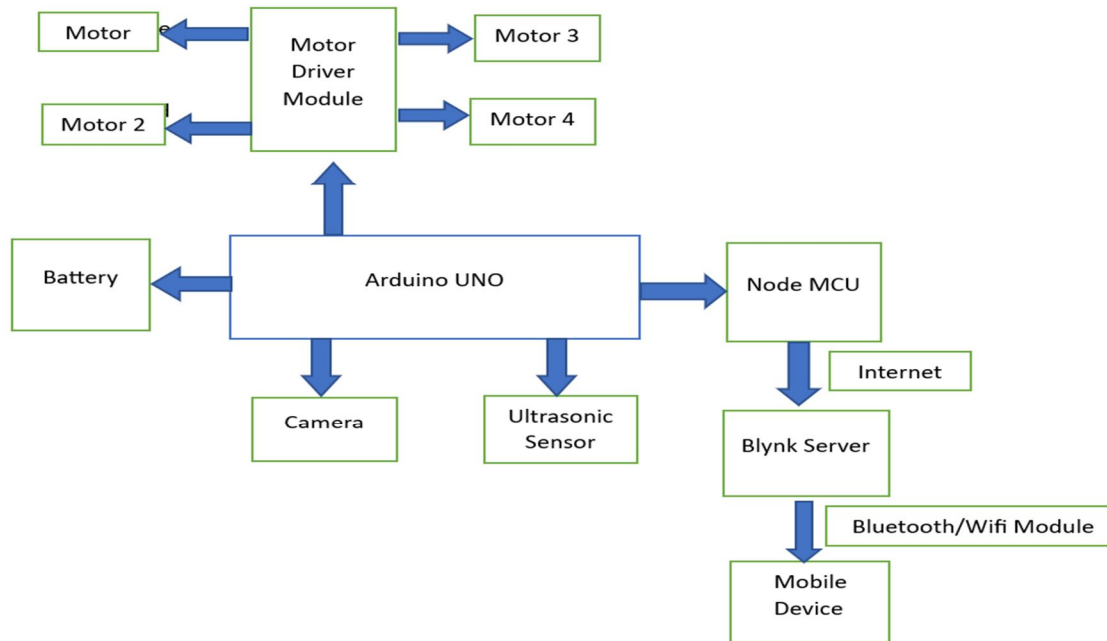 Motor
e
Motor
Driver
Module
Motor 3
Motor 2
l
Motor 4
Battery
Arduino UNO
Node MCU
Internet
Camera
Ultrasonic
Sensor
Blynk Server
Bluetooth/Wifi Module
Mobile
Device